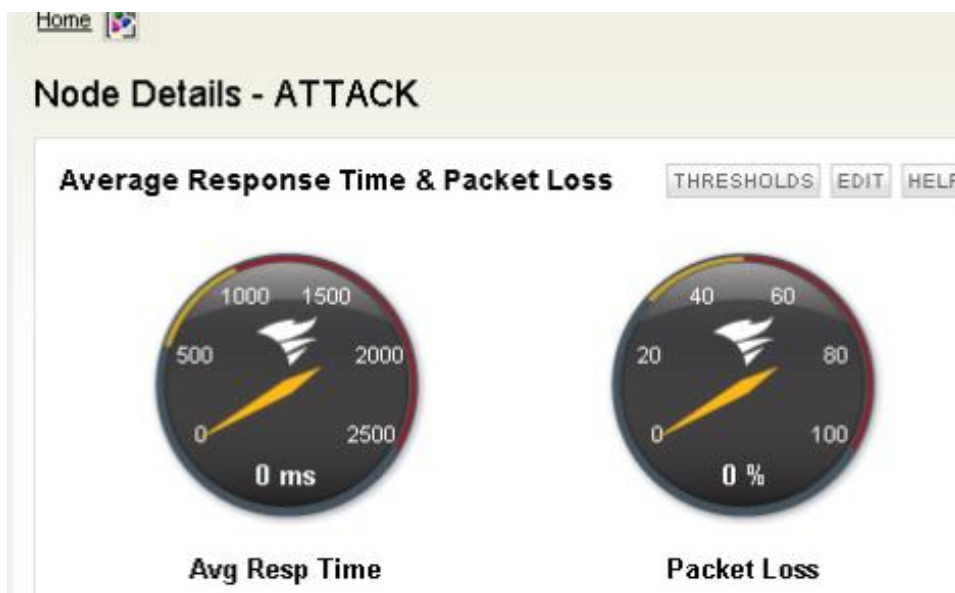 Home
Node Details - ATTACK
Average Response Time & Packet Loss
THRESHOLDS EDIT HELP
500 1000 1500 2000 2500 0
0 ms
Avg Resp Time
20 40 60 80 100 0
0 %
Packet Loss